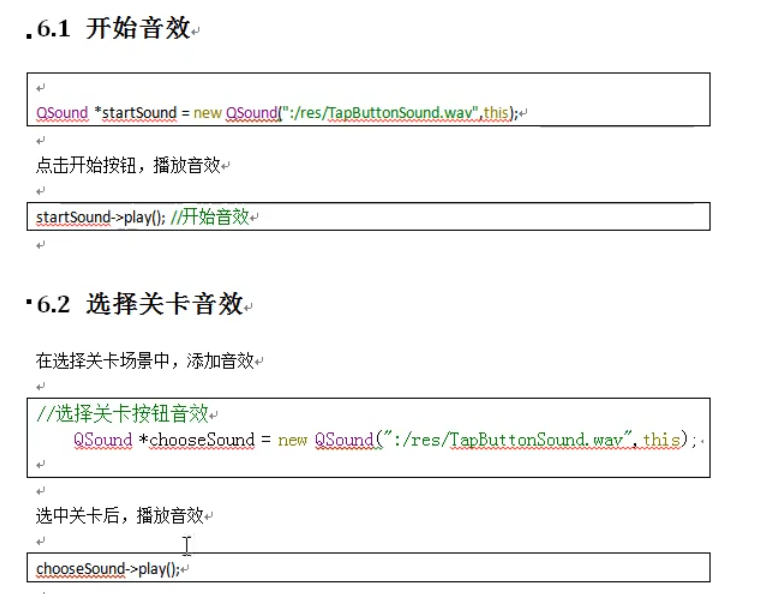 6.1 开始音效
QSound *startSound = new QSound(":/res/TapButtonSound.wav",this);
点击开始按钮，播放音效
startSound->play(); //开始音效
6.2 选择关卡音效
在选择关卡场景中，添加音效
//选择关卡按钮音效
QSound *chooseSound = new QSound(":/res/TapButtonSound.wav",this);
选中关卡后，播放音效
chooseSound->play();